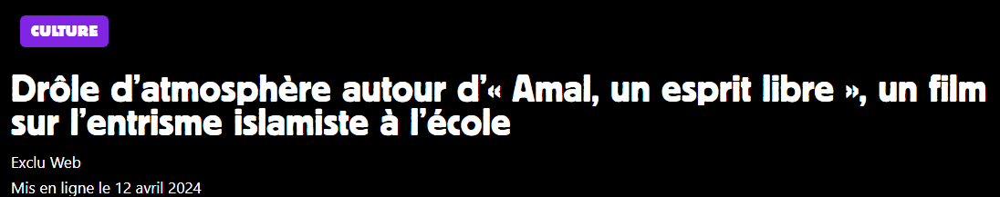 CULTURE
Drôle d’atmosphère autour d’« Amal, un esprit libre », un film
sur l’entrisme islamiste à l’école
Exclu Web
Mis en ligne le 12 avril 2024